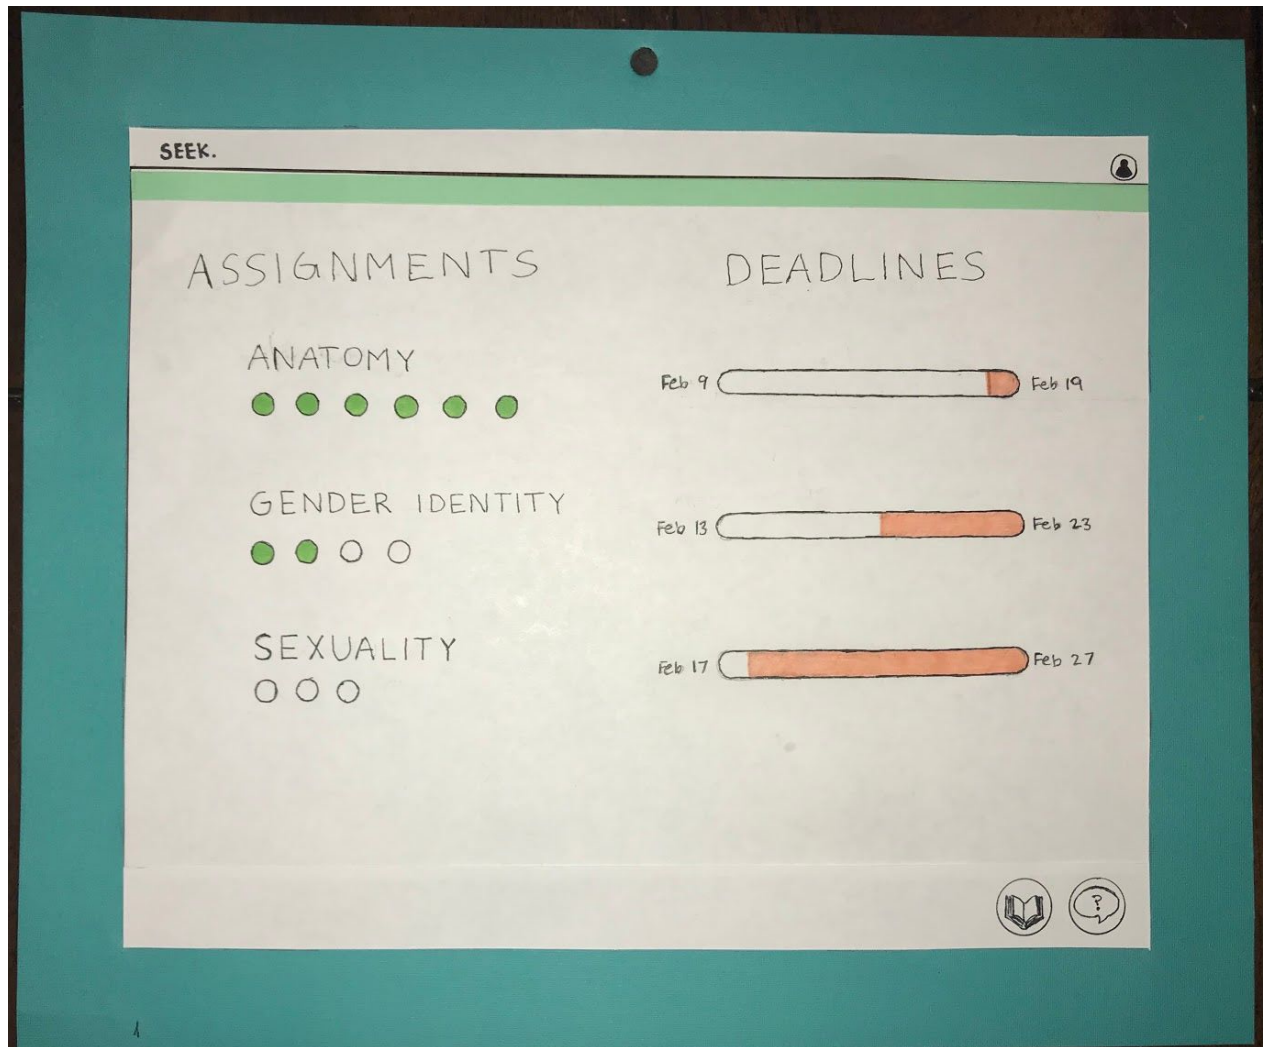 SEEK.
ASSIGNMENTS
DEADLINES
ANATOMY
Feb 9
Feb 19
GENDER IDENTITY
Feb 13
Feb 23
SEXUALITY
Feb 17
Feb 27
?
1